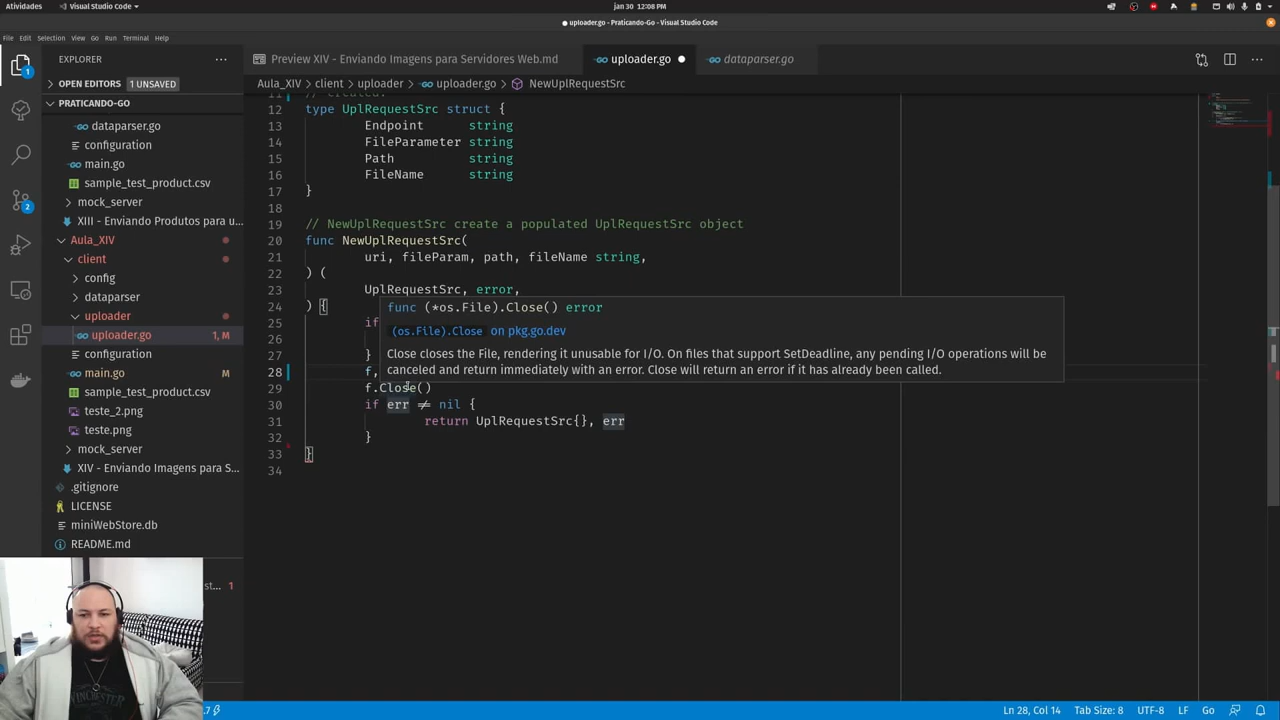 Atividades
Visual Studio Code
jan 30 12:08 PM
uploader.go - Praticando-Go - Visual Studio Code
File Edit Selection View Go Run Terminal Help
EXPLORER
OPEN EDITORS 1 UNSAVED
PRATICANDO-GO
dataparser.go
configuration
main.go
sample_test_product.csv
mock_server
XIII - Enviando Produtos para u...
Aula_XIV
client
config
dataparser
uploader
uploader.go 1, M
configuration
main.go M
sample_test_product.csv
teste_2.png
teste.png
mock_server
XIV - Enviando Imagens para S...
.gitignore
LICENSE
miniWebStore.db
README.md
st... 1
Preview XIV - Enviando Imagens para Servidores Web.md
uploader.go
dataparser.go
Aula_XIV > client > uploader > uploader.go > NewUplRequestSrc
11 // created.
12 type UplRequestSrc struct {
13 Endpoint string
14 FileParameter string
15 Path string
16 FileName string
17 }
18
19 // NewUplRequestSrc create a populated UplRequestSrc object
20 func NewUplRequestSrc(
21 uri, fileParam, path, fileName string,
22 ) (
23 UplRequestSrc, error,
24 ) {
25 if
26
27 }
28 f,
29 f.Close()
30 if err ≠ nil {
31 return UplRequestSrc{}, err
32 }
33 }
34
func (*os.File).Close() error
(os.File).Close on pkg.go.dev
Close closes the File, rendering it unusable for I/O. On files that support SetDeadline, any pending I/O operations will be
canceled and return immediately with an error. Close will return an error if it has already been called.
1
2
WINCHESTER
.7
Ln 28, Col 14
Tab Size: 8
UTF-8
LF
Go